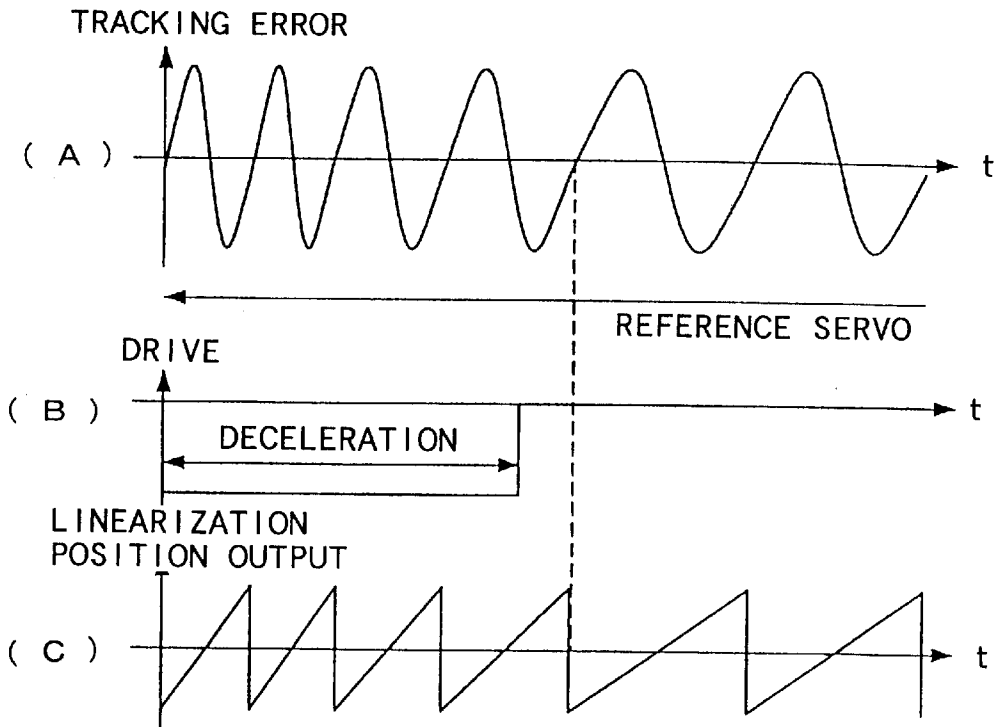 TRACKING ERROR
( A )
t
REFERENCE SERVO
DRIVE
( B )
t
DECELERATION
LINEARIZATION
POSITION OUTPUT
( C )
t